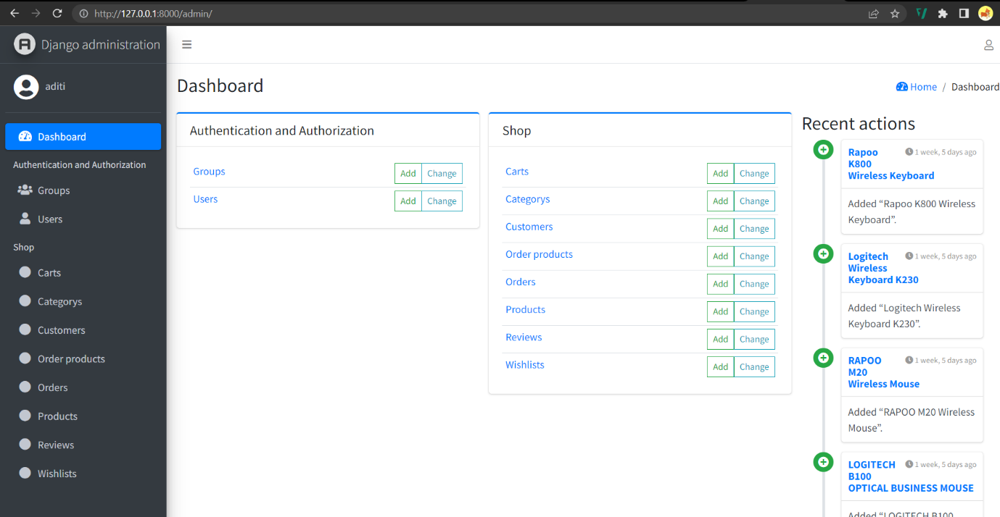 http://127.0.0.1:8000/admin/
Django administration
aditi
Dashboard
Authentication and Authorization
Groups
Users
Shop
Carts
Categorys
Customers
Order products
Orders
Products
Reviews
Wishlists
Dashboard
Home / Dashboard
Authentication and Authorization
Groups Add Change
Users Add Change
Shop
Carts Add Change
Categorys Add Change
Customers Add Change
Order products Add Change
Orders Add Change
Products Add Change
Reviews Add Change
Wishlists Add Change
Recent actions
Rapoo 1 week, 5 days ago
K800
Wireless Keyboard
Added “Rapoo K800 Wireless
Keyboard”.
Logitech 1 week, 5 days ago
Wireless
Keyboard K230
Added “Logitech Wireless
Keyboard K230”.
RAPOO 1 week, 5 days ago
M20
Wireless Mouse
Added “RAPOO M20 Wireless
Mouse”.
LOGITECH 1 week, 5 days ago
B100
OPTICAL BUSINESS MOUSE
Added “LOGITECH B100